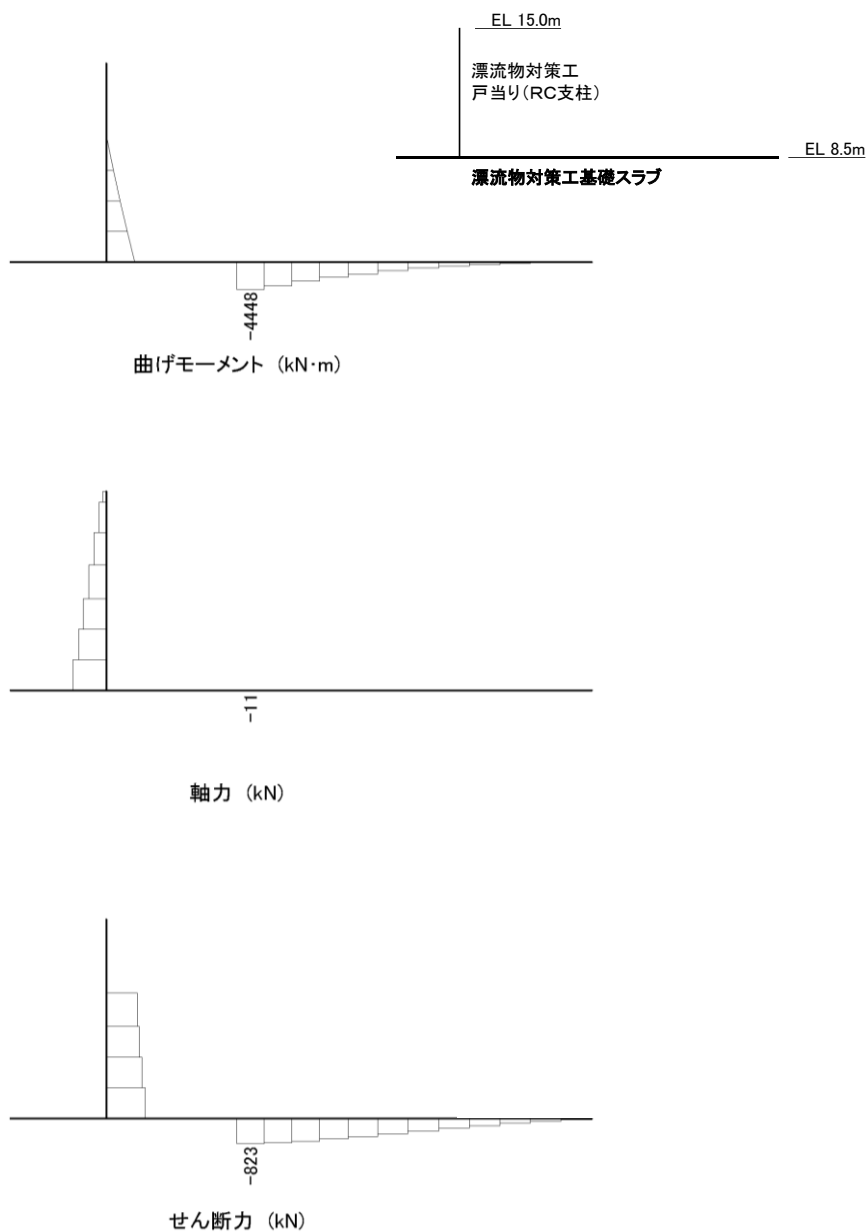 EL 15.0m
漂流物対策工
戸当り(RC支柱)
EL 8.5m
漂流物対策工基礎スラブ
-4448
曲げモーメント (kN·m)
-11
軸力 (kN)
-823
せん断力 (kN)